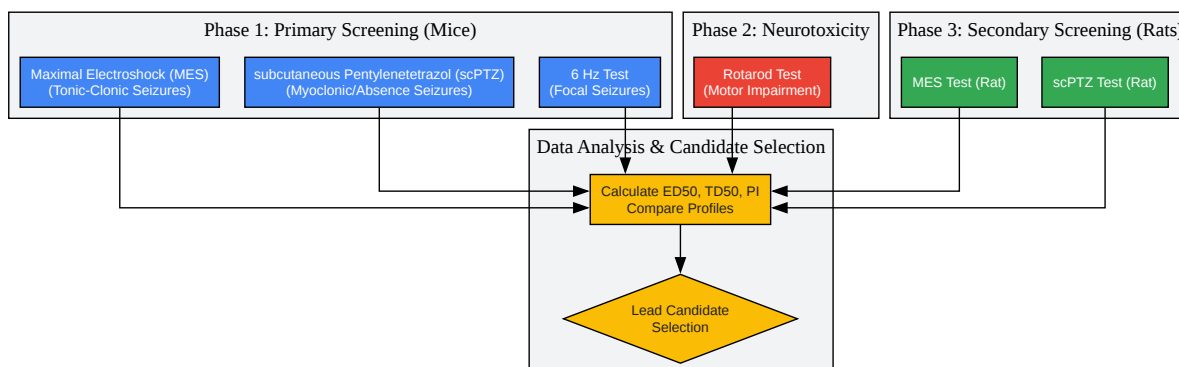 Phase 1: Primary Screening (Mice)
Maximal Electroshock (MES)
(Tonic-Clonic Seizures)
subcutaneous Pentylenetetrazol (scPTZ)
(Myoclonic/Absence Seizures)
6 Hz Test
(Focal Seizures)
Phase 2: Neurotoxicity
Rotarod Test
(Motor Impairment)
Phase 3: Secondary Screening (Rats)
MES Test (Rat)
scPTZ Test (Rat)
Data Analysis & Candidate Selection
Calculate ED50, TD50, PI
Compare Profiles
Lead Candidate
Selection